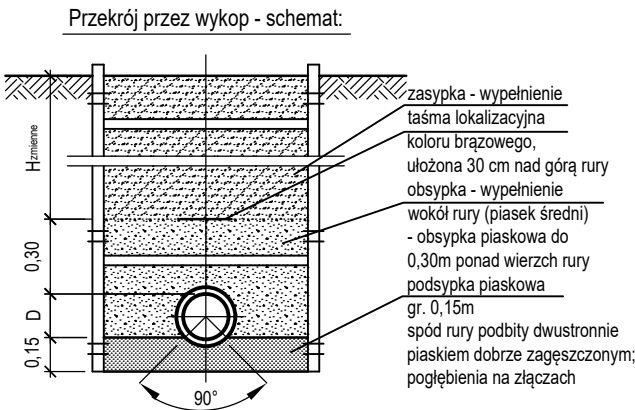 Przekrój przez wykop - schemat:
zasypka - wypełnienie
taśma lokalizacyjna
koloru brązowego,
ułożona 30 cm nad górą rury
obsypka - wypełnienie
wokół rury (piasek średni)
- obsypka piaskowa do
0,30m ponad wierzch rury
podsypka piaskowa
gr. 0,15m
spód rury podbity dwustronnie
piaskiem dobrze zagęszczonym;
pogłębienia na złączach
Hzmienne
0,30
D
0,15
90°